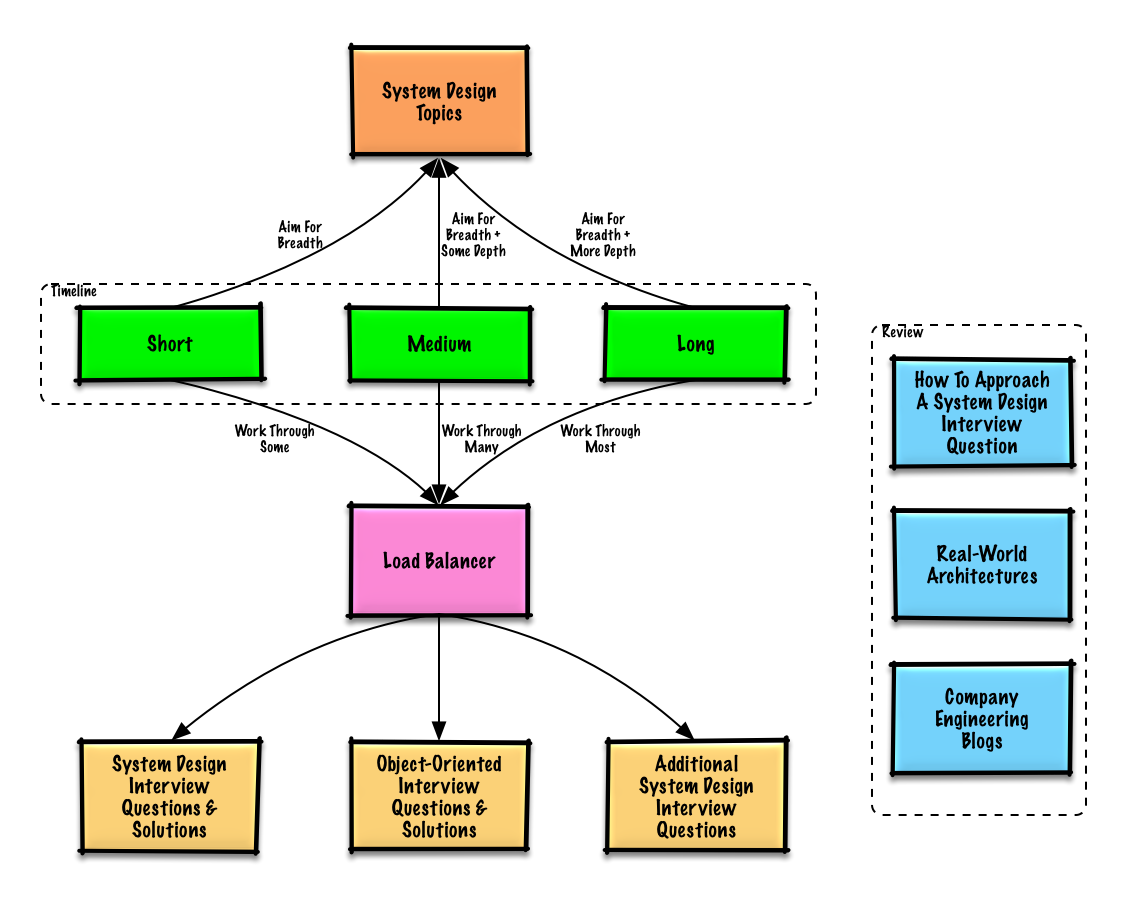 System Design
Topics
Aim For
Breadth
Aim For
Breadth +
Some Depth
Aim For
Breadth +
More Depth
Timeline
Short
Medium
Long
Work Through
Some
Work Through
Many
Work Through
Most
Load Balancer
System Design
Interview
Questions &
Solutions
Object-Oriented
Interview
Questions &
Solutions
Additional
System Design
Interview
Questions
Review
How To Approach
A System Design
Interview
Question
Real-World
Architectures
Company
Engineering
Blogs